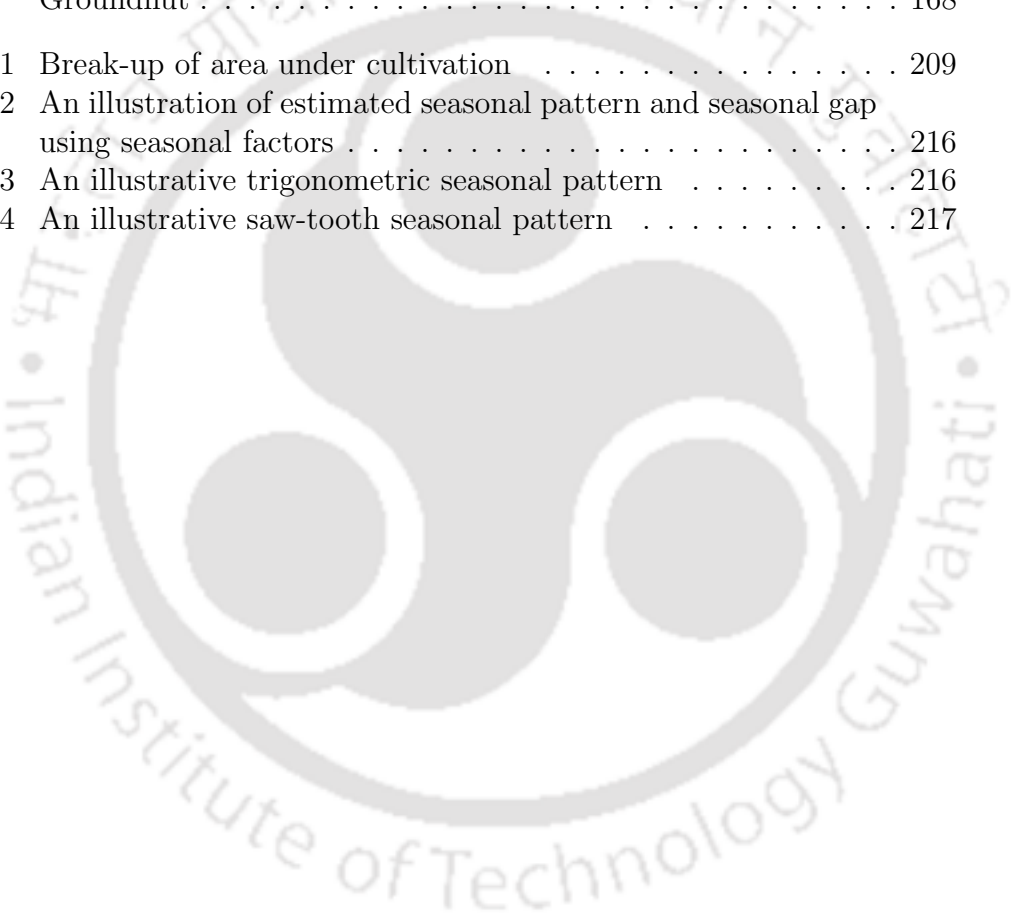 Groundnut . . . . . . . . . . . . . . . . . . . . . . . . . . . . 168
1 Break-up of area under cultivation . . . . . . . . . . . . . . . 209
2 An illustration of estimated seasonal pattern and seasonal gap
using seasonal factors . . . . . . . . . . . . . . . . . . . . . . 216
3 An illustrative trigonometric seasonal pattern . . . . . . . . . 216
4 An illustrative saw-tooth seasonal pattern . . . . . . . . . . . 217
Indian Institute of Technology Guwahati